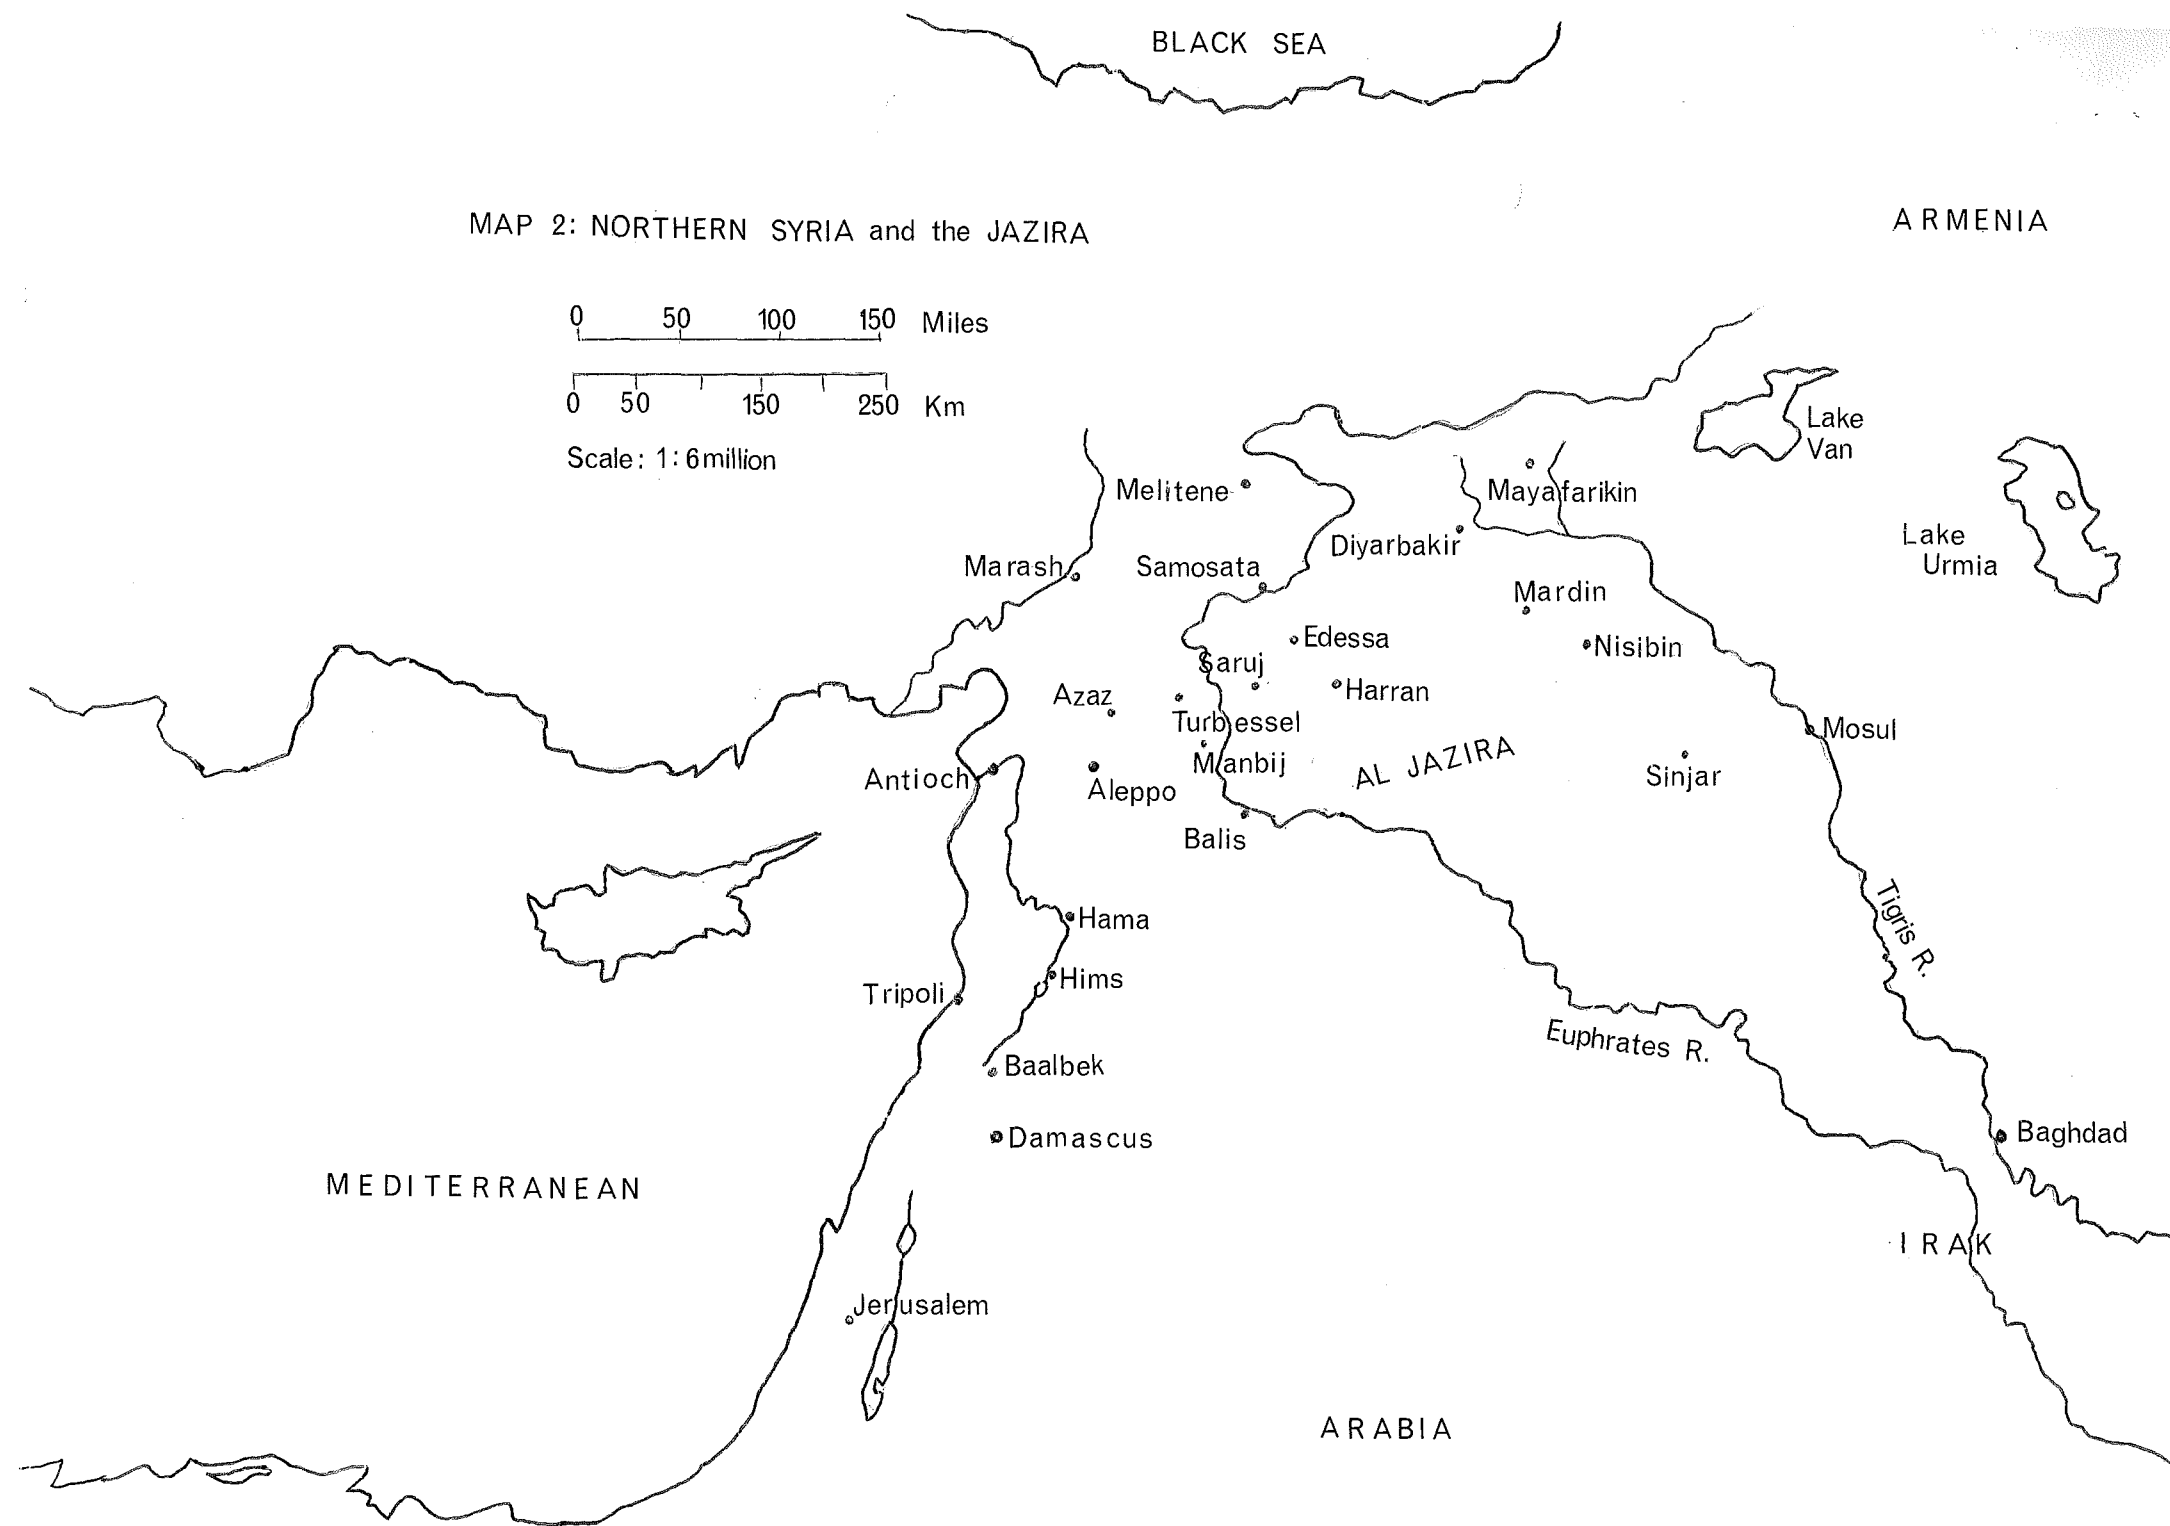 BLACK SEA
ARMENIA
MAP 2: NORTHERN SYRIA and the JAZIRA
0 50 100 150 Miles
0 50 150 250 Km
Scale: 1:6million
Lake
Van
Melitene
Mayafarikin
Lake
Urmia
Diyarbakir
Marash
Samosata
Mardin
Edessa
Nisibin
Saruj
Azaz
Harran
Turbessel
Mosul
Manbij
AL JAZIRA
Antioch
Aleppo
Sinjar
Balis
Tigris R.
Hama
Hims
Tripoli
Euphrates R.
Baalbek
Damascus
Baghdad
MEDITERRANEAN
IRAK
Jerusalem
ARABIA